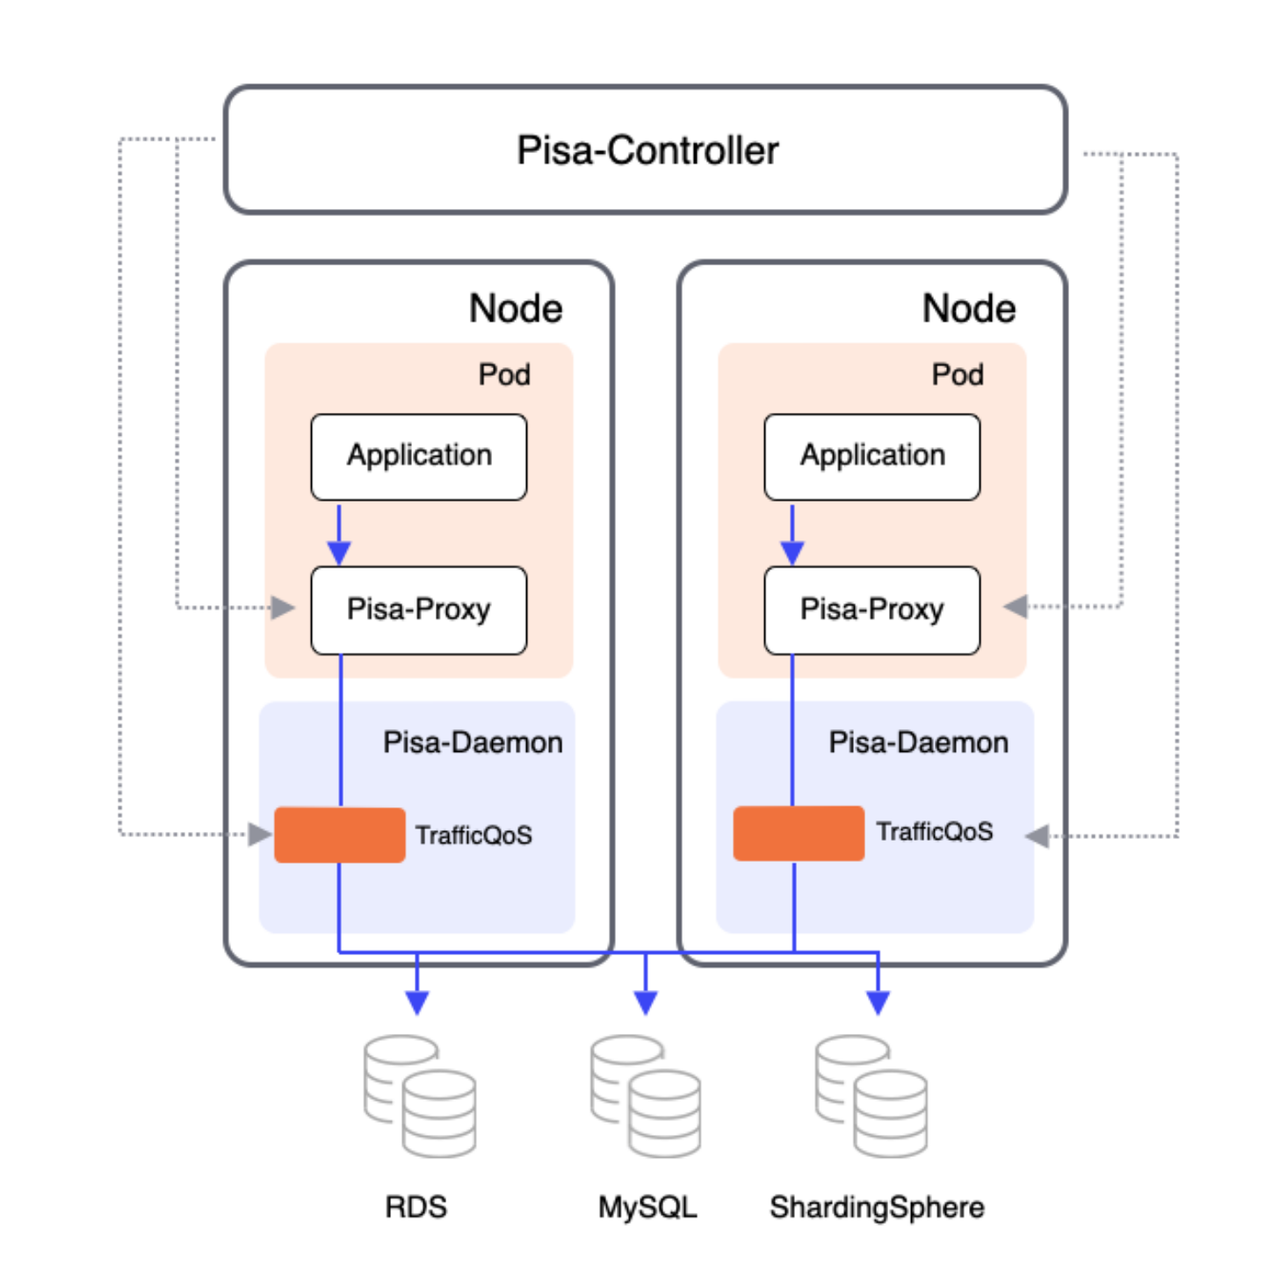 Pisa-Controller
Node
Pod
Application
Pisa-Proxy
Pisa-Daemon
TrafficQoS
Node
Pod
Application
Pisa-Proxy
Pisa-Daemon
TrafficQoS
RDS
MySQL
ShardingSphere